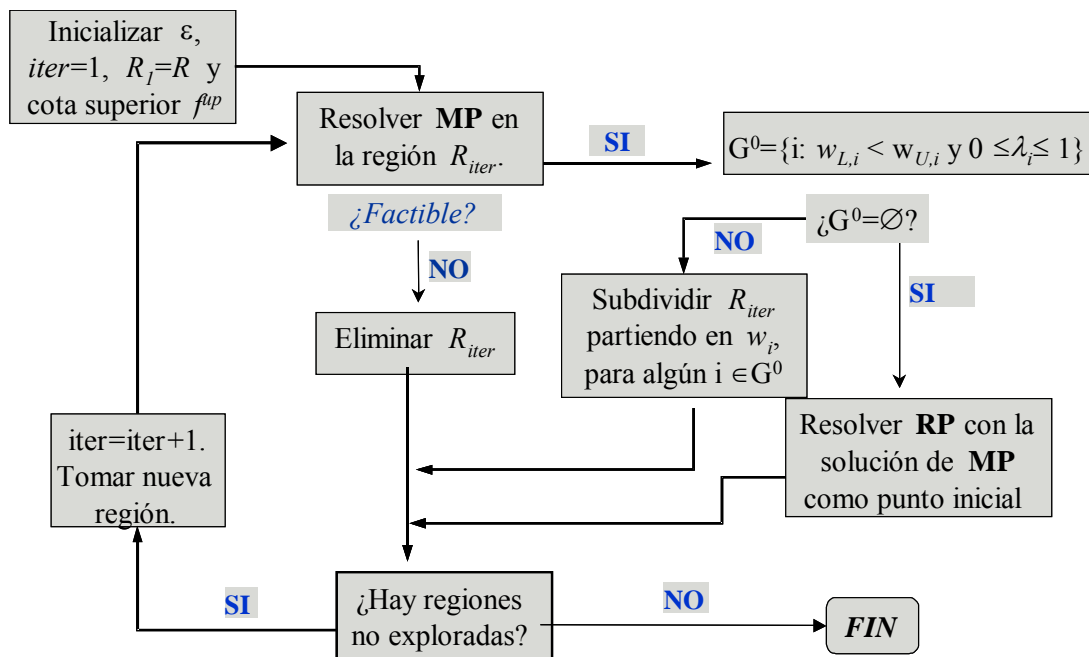 Inicializar ε,
iter=1, R1=R y
cota superior fup
Resolver MP en
la región Riter.
SI
G0={i: wL,i < wU,i y 0 ≤λi≤ 1}
¿Factible?
¿G0=∅?
NO
NO
SI
Subdividir Riter
partiendo en wi,
para algún i ∈G0
Eliminar Riter
iter=iter+1.
Tomar nueva
región.
Resolver RP con la
solución de MP
como punto inicial
SI
¿Hay regiones
no exploradas?
NO
FIN